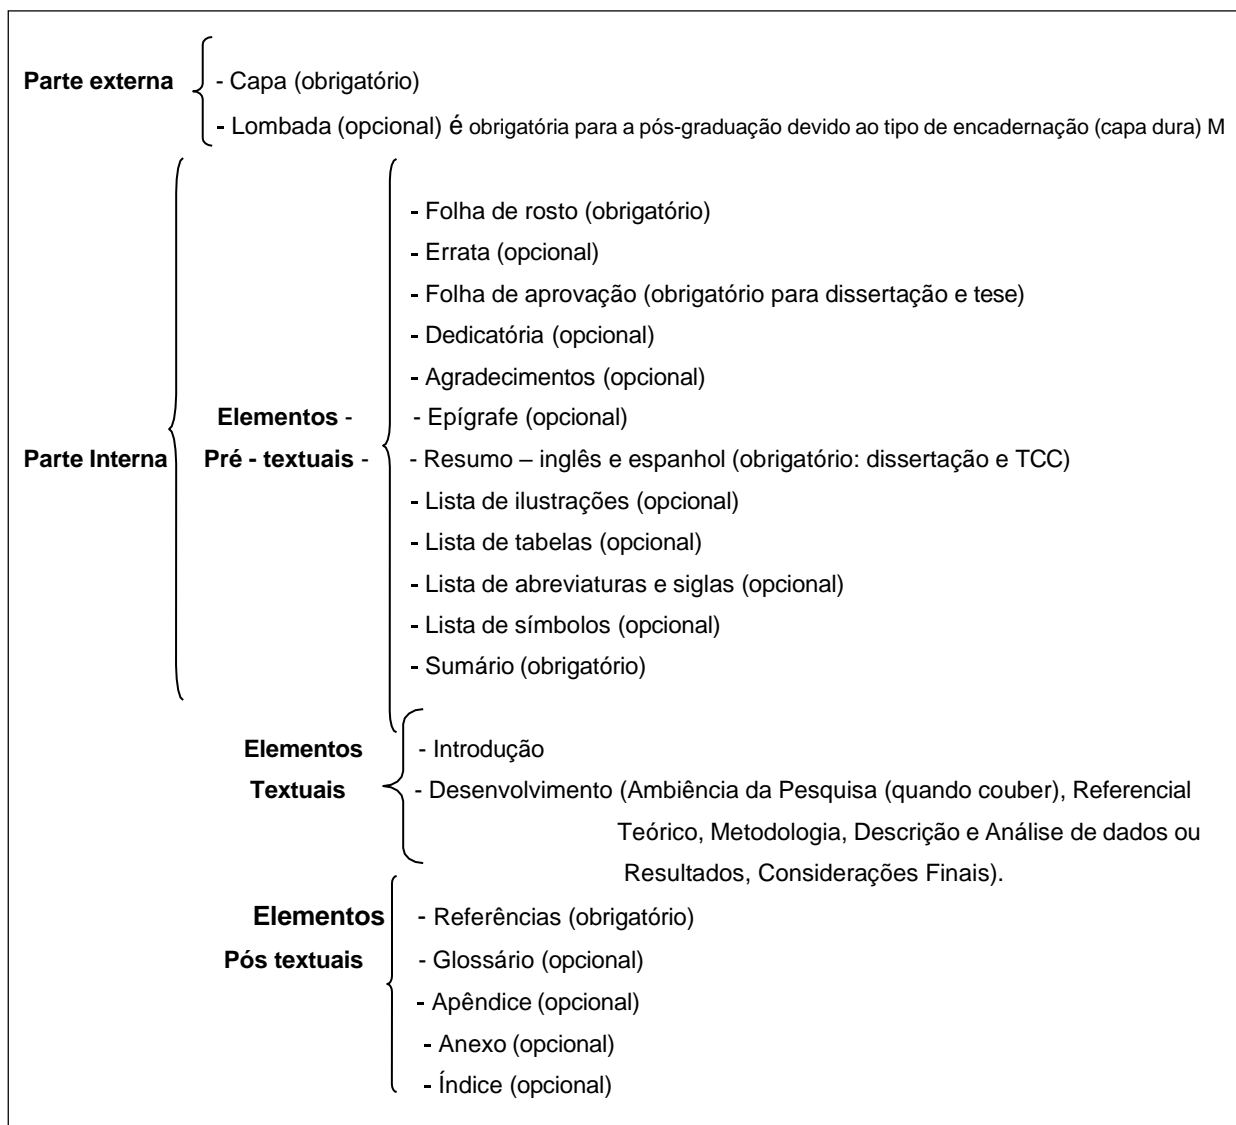 Parte externa - Capa (obrigatório)
- Lombada (opcional) é obrigatória para a pós-graduação devido ao tipo de encadernação (capa dura) M
- Folha de rosto (obrigatório)
- Errata (opcional)
- Folha de aprovação (obrigatório para dissertação e tese)
- Dedicatória (opcional)
- Agradecimentos (opcional)
Elementos - - Epígrafe (opcional)
Parte Interna Pré - textuais - - Resumo – inglês e espanhol (obrigatório: dissertação e TCC)
- Lista de ilustrações (opcional)
- Lista de tabelas (opcional)
- Lista de abreviaturas e siglas (opcional)
- Lista de símbolos (opcional)
- Sumário (obrigatório)
Elementos - Introdução
Textuais - Desenvolvimento (Ambiência da Pesquisa (quando couber), Referencial
Teórico, Metodologia, Descrição e Análise de dados ou
Resultados, Considerações Finais).
Elementos - Referências (obrigatório)
Pós textuais - Glossário (opcional)
- Apêndice (opcional)
- Anexo (opcional)
- Índice (opcional)